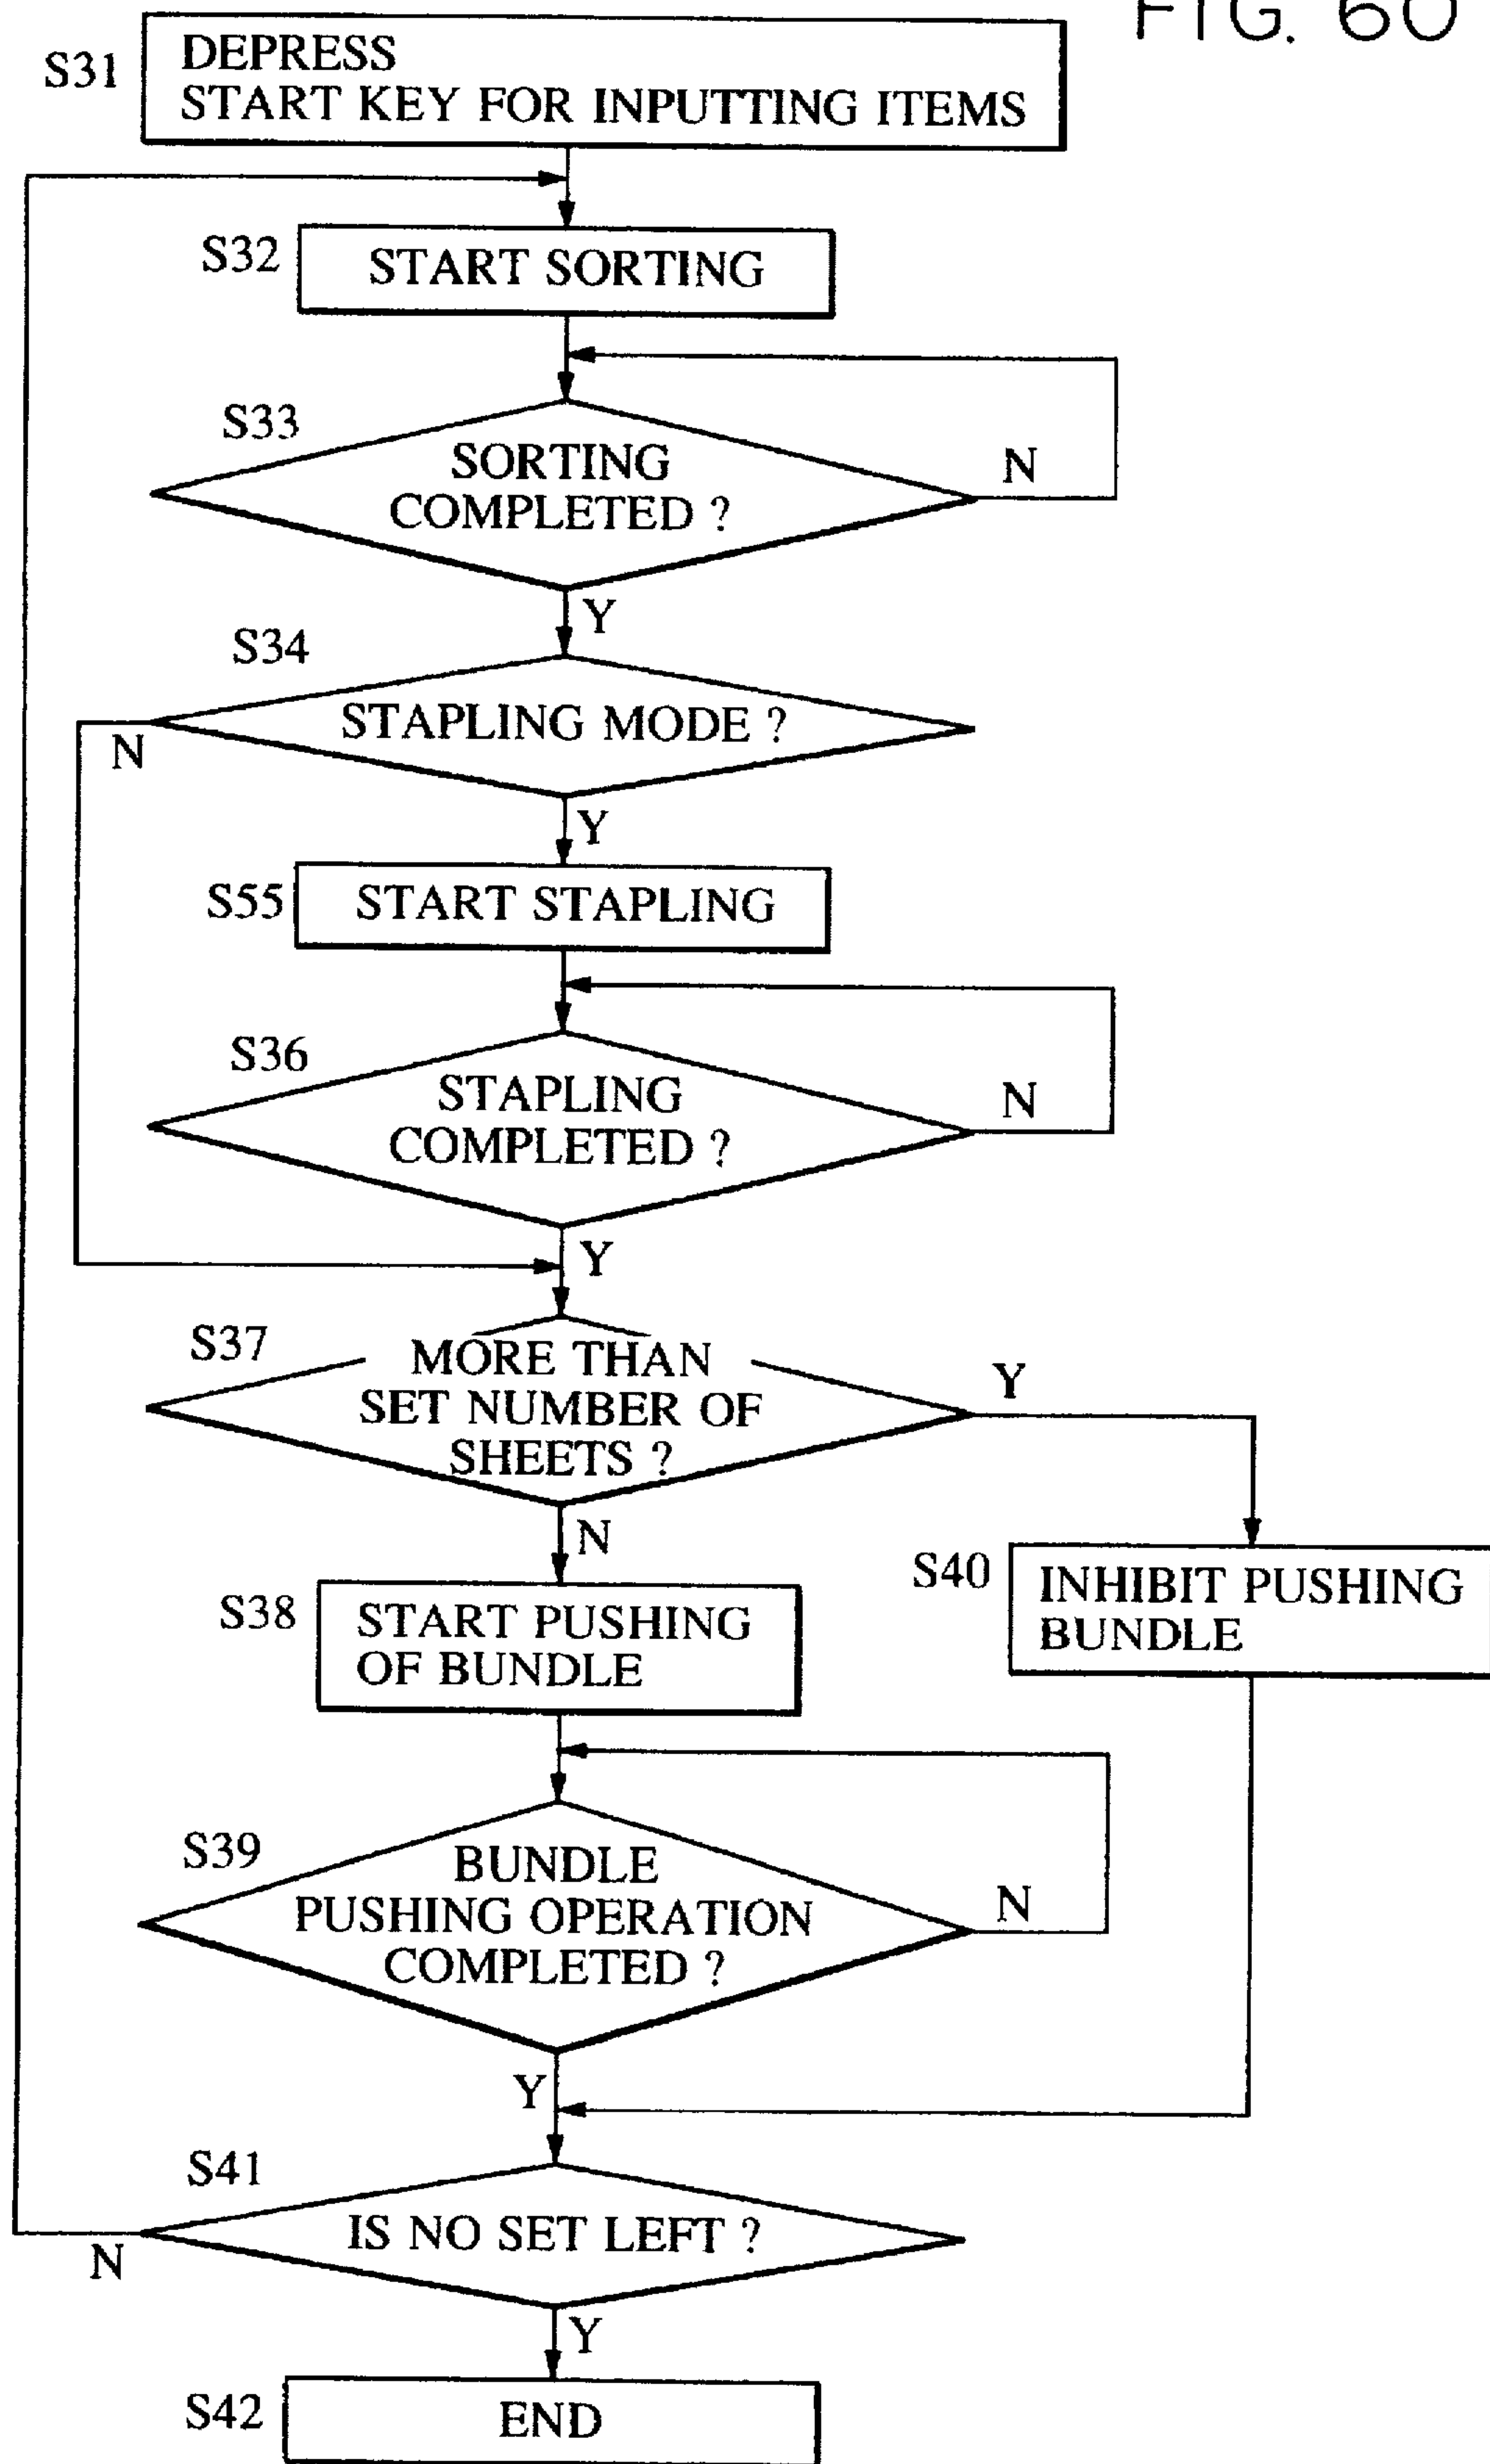 FIG. 60
S31
DEPRESS
START KEY FOR INPUTTING ITEMS
S32
START SORTING
S33
SORTING
COMPLETED ?
N
Y
S34
STAPLING MODE ?
N
Y
S55
START STAPLING
S36
STAPLING
COMPLETED ?
N
Y
S37
MORE THAN
SET NUMBER OF
SHEETS ?
Y
N
S38
START PUSHING
OF BUNDLE
S40
INHIBIT PUSHING
BUNDLE
S39
BUNDLE
PUSHING OPERATION
COMPLETED ?
N
Y
S41
IS NO SET LEFT ?
N
Y
S42
END